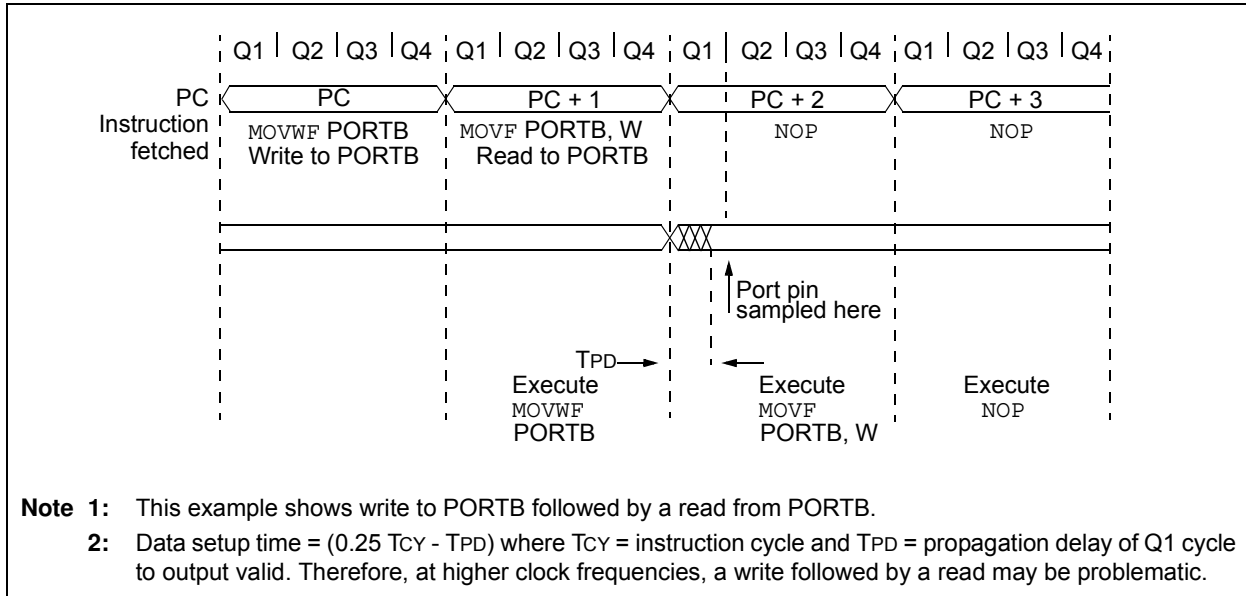 Q1 Q2 Q3 Q4 Q1 Q2 Q3 Q4 Q1 Q2 Q3 Q4 Q1 Q2 Q3 Q4
PC PC PC + 1 PC + 2 PC + 3
Instruction
fetched
MOVWF PORTB
Write to PORTB
MOVF PORTB, W
Read to PORTB
NOP
NOP
Port pin
sampled here
TPD
Execute
MOVWF
PORTB
Execute
MOVF
PORTB, W
Execute
NOP
Note 1: This example shows write to PORTB followed by a read from PORTB.
2: Data setup time = (0.25 TCY - TPD) where TCY = instruction cycle and TPD = propagation delay of Q1 cycle
to output valid. Therefore, at higher clock frequencies, a write followed by a read may be problematic.